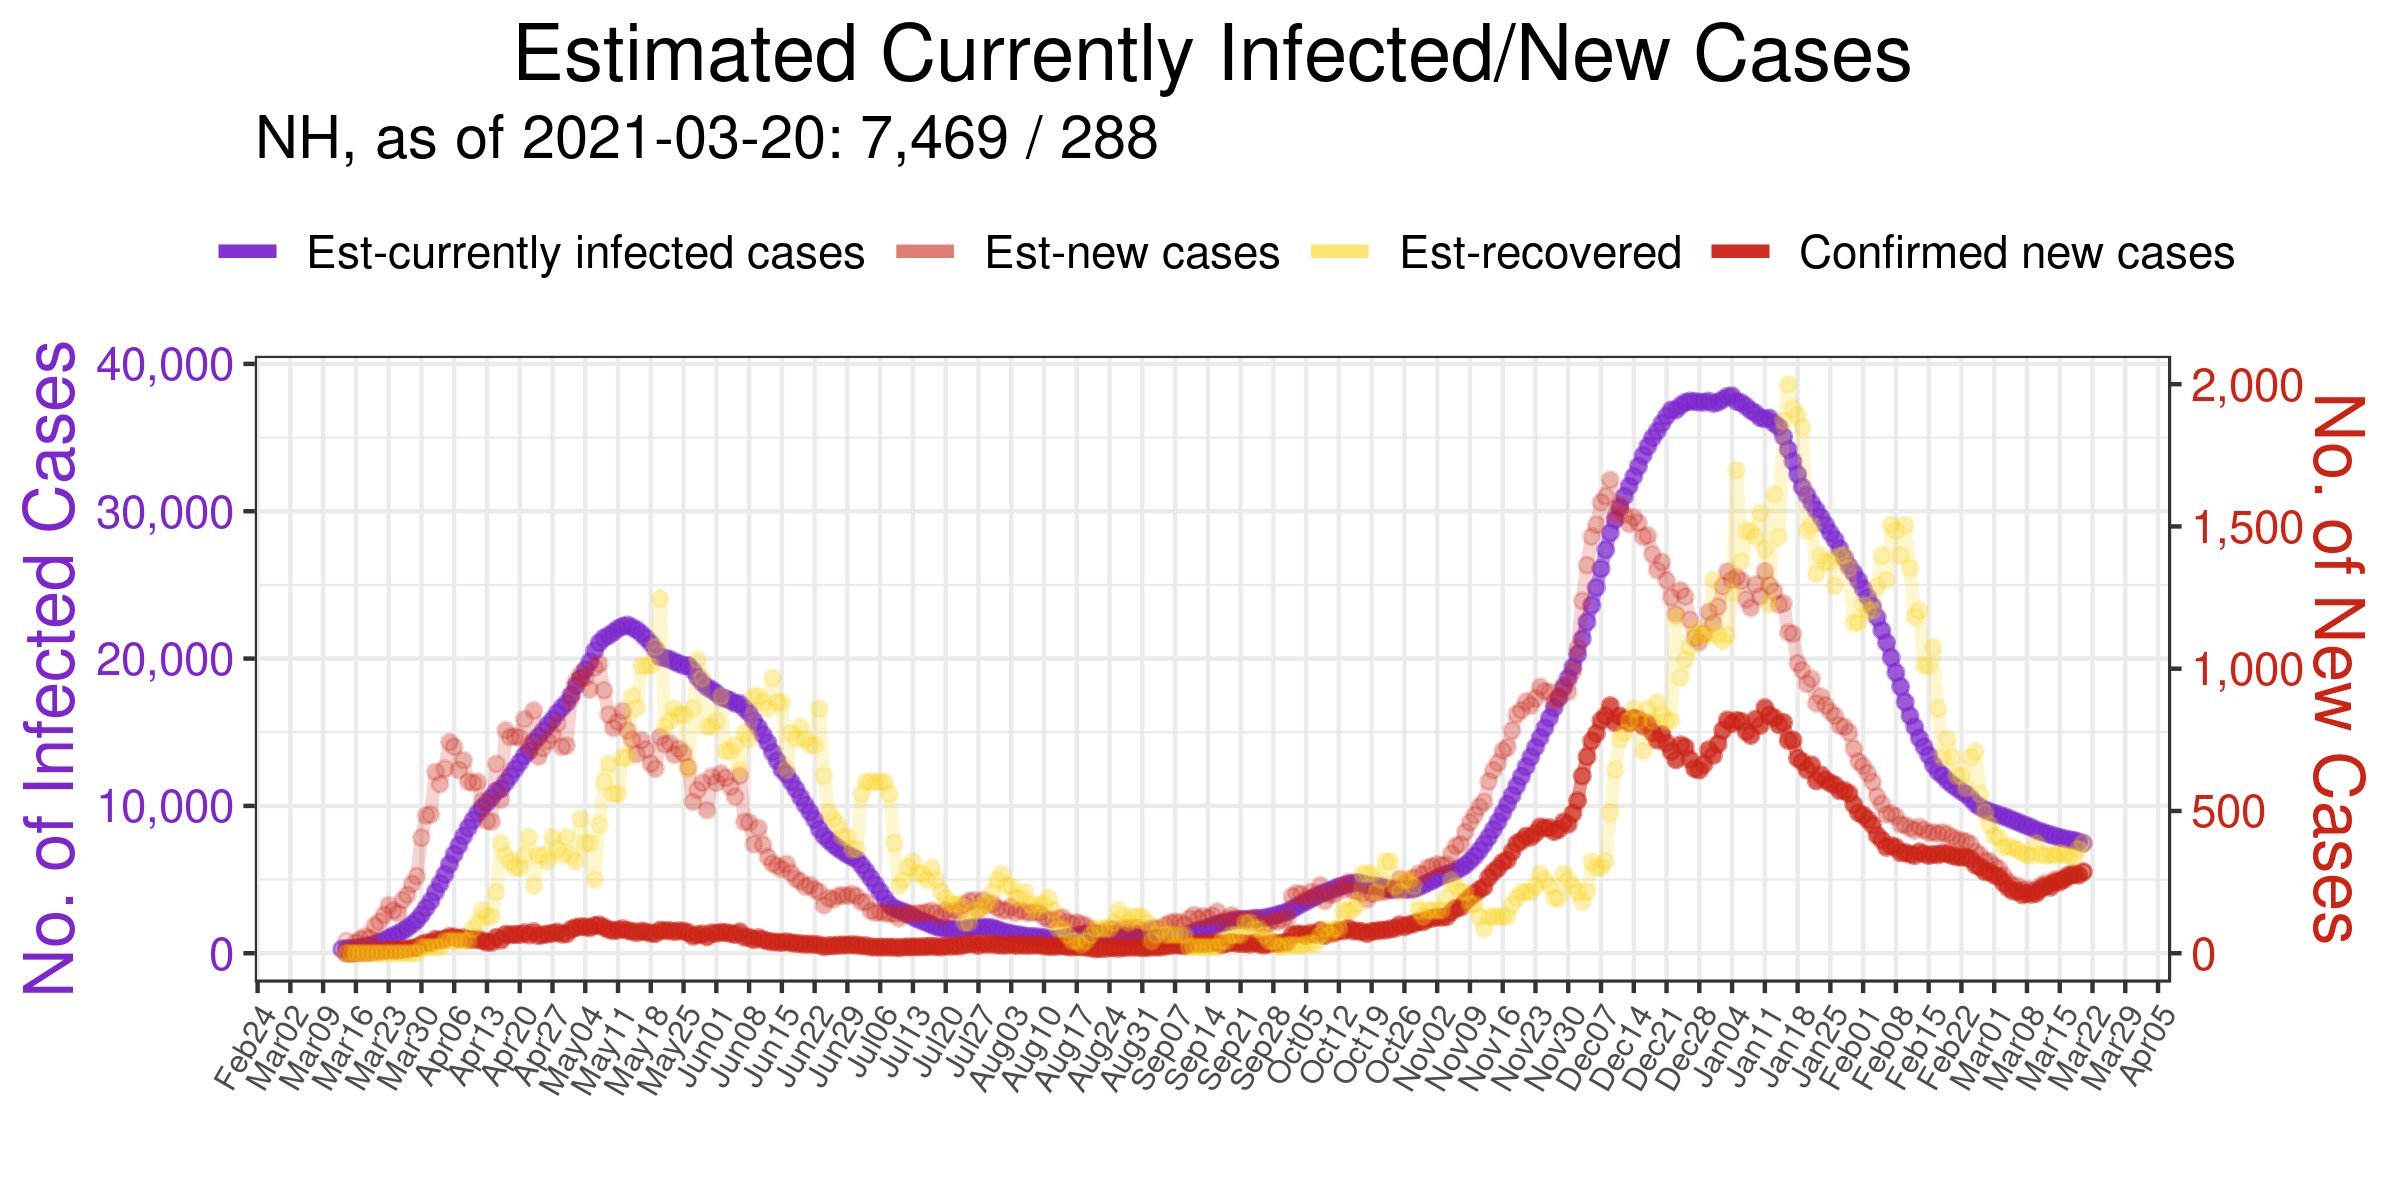 Estimated Currently Infected/New Cases
NH, as of 2021-03-20: 7,469 / 288
Est-currently infected cases Est-new cases Est-recovered Confirmed new cases
No. of Infected Cases
40,000
30,000
20,000
10,000
0
2,000
1,500
1,000
500
0
No. of New Cases
Feb24 Mar02 Mar09 Mar16 Mar23 Mar30 Apr06 Apr13 Apr20 Apr27 May04 May11 May18 May25 Jun01 Jun08 Jun15 Jun22 Jun29 Jul06 Jul13 Jul20 Jul27 Aug03 Aug10 Aug17 Aug24 Aug31 Sep07 Sep14 Sep21 Sep28 Oct05 Oct12 Oct19 Oct26 Nov02 Nov09 Nov16 Nov23 Nov30 Dec07 Dec14 Dec21 Dec28 Jan04 Jan11 Jan18 Jan25 Feb01 Feb08 Feb15 Feb22 Mar01 Mar08 Mar15 Mar22 Mar29 Apr05